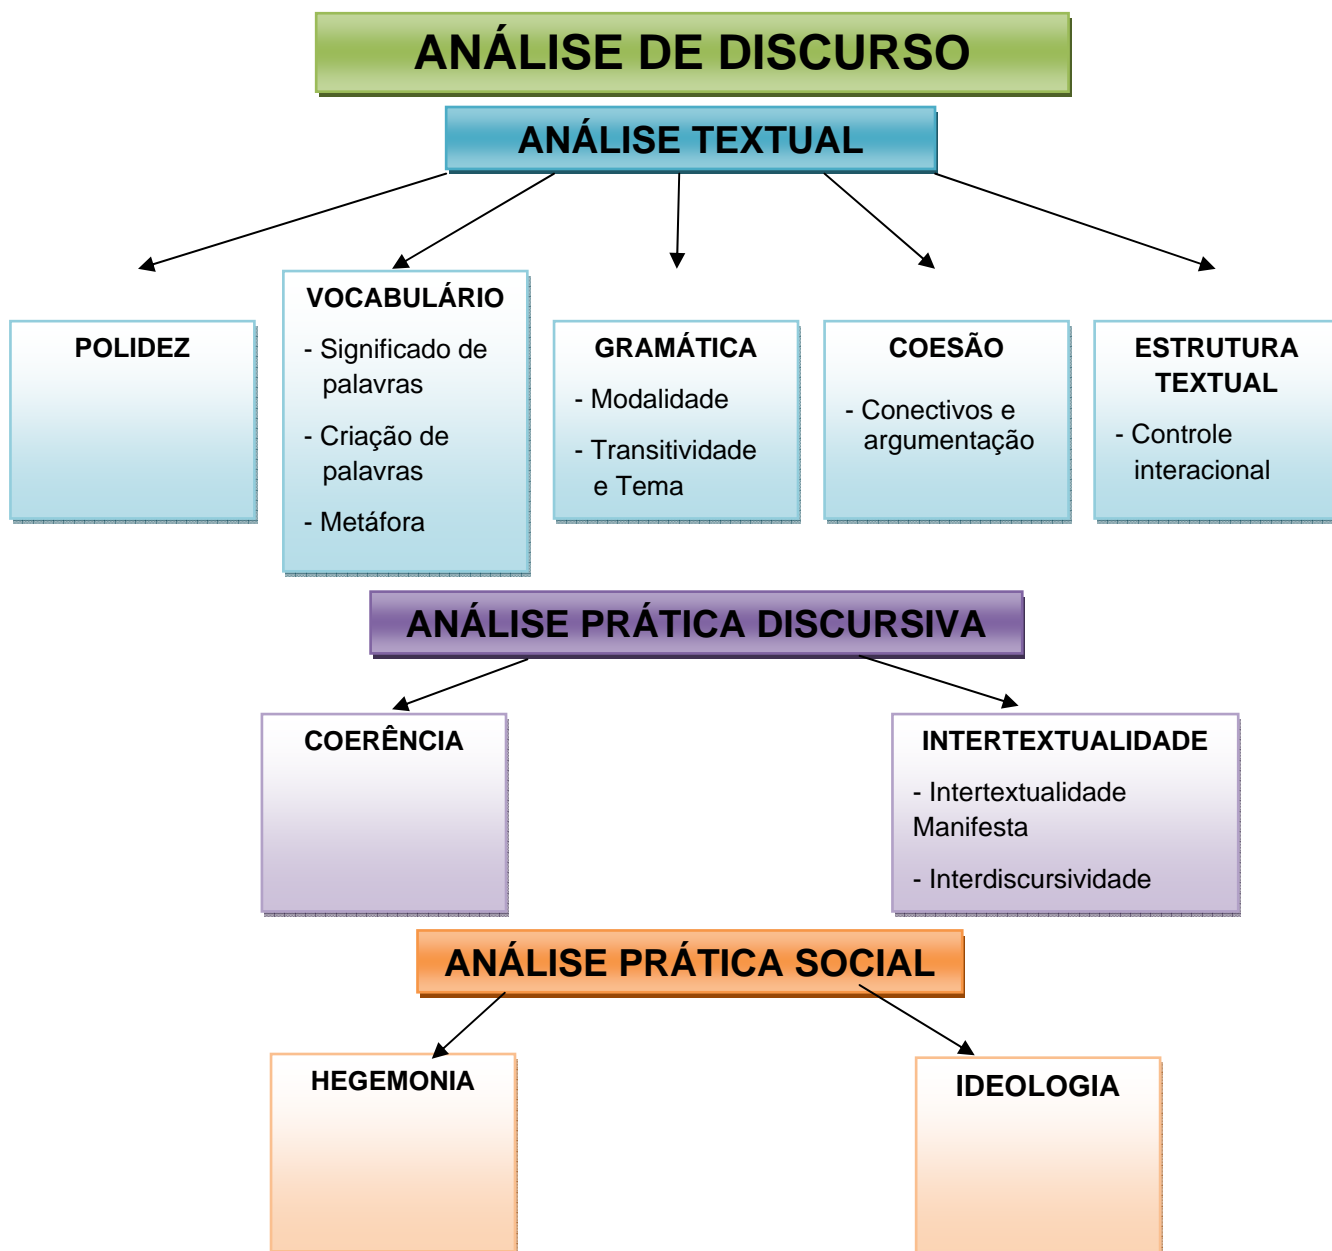 ANÁLISE DE DISCURSO
ANÁLISE TEXTUAL
POLIDEZ
VOCABULÁRIO
- Significado de
palavras
- Criação de
palavras
- Metáfora
GRAMÁTICA
- Modalidade
- Transitividade
e Tema
COESÃO
- Conectivos e
argumentação
ESTRUTURA
TEXTUAL
- Controle
interacional
ANÁLISE PRÁTICA DISCURSIVA
COERÊNCIA
INTERTEXTUALIDADE
- Intertextualidade
Manifesta
- Interdiscursividade
ANÁLISE PRÁTICA SOCIAL
HEGEMONIA
IDEOLOGIA